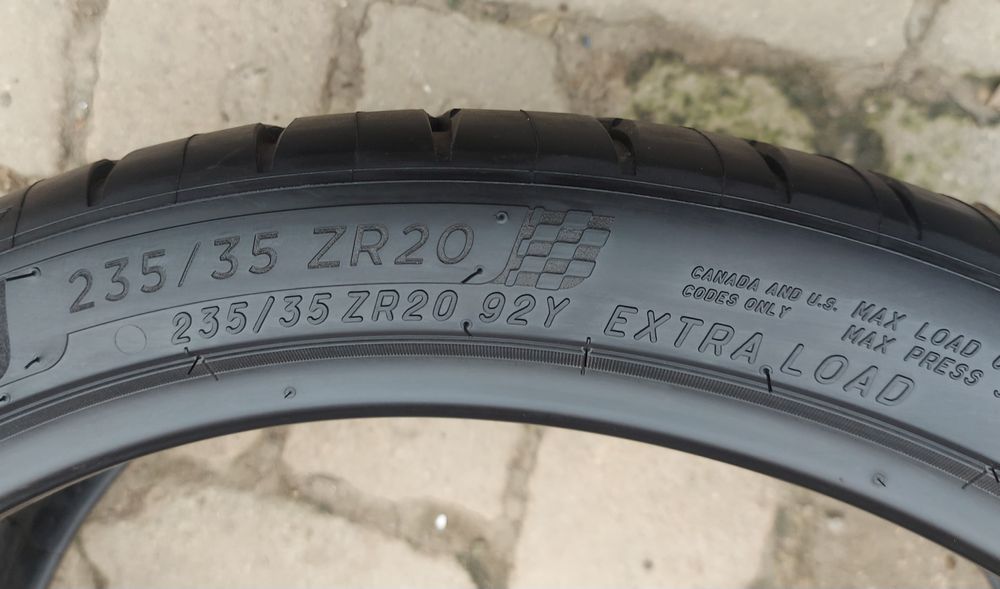 235/35 ZR20
235/35 ZR20 92Y EXTRA LOAD
CANADA AND U.S.
CODES ONLY
MAX LOAD
MAX PRESS